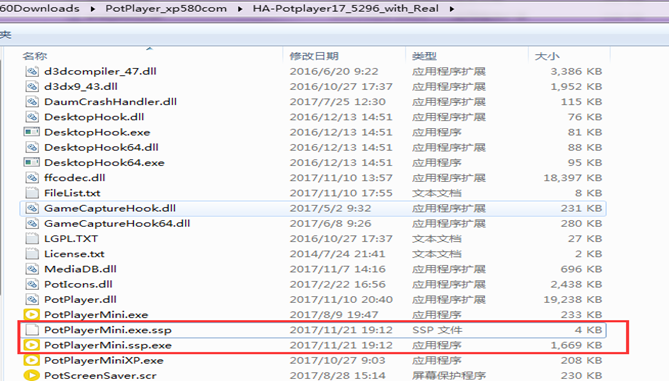 60Downloads ▸ PotPlayer_xp580com ▸ HA-Potplayer17_5296_with_Real ▸
夹
名称 修改日期 类型 大小
d3dcompiler_47.dll 2016/6/20 9:22 应用程序扩展 3,386 KB
d3dx9_43.dll 2016/10/27 17:37 应用程序扩展 1,952 KB
DaumCrashHandler.dll 2017/7/25 12:30 应用程序扩展 115 KB
DesktopHook.dll 2016/12/13 14:51 应用程序扩展 76 KB
DesktopHook.exe 2016/12/13 14:51 应用程序 81 KB
DesktopHook64.dll 2016/12/13 14:51 应用程序扩展 88 KB
DesktopHook64.exe 2016/12/13 14:51 应用程序 95 KB
ffcodec.dll 2017/11/10 13:57 应用程序扩展 18,397 KB
FileList.txt 2017/11/10 17:55 文本文档 8 KB
GameCaptureHook.dll 2017/5/2 9:32 应用程序扩展 231 KB
GameCaptureHook64.dll 2017/6/8 9:26 应用程序扩展 280 KB
LGPL.TXT 2016/10/27 17:37 文本文档 27 KB
License.txt 2014/7/24 21:41 文本文档 2 KB
MediaDB.dll 2017/11/7 14:16 应用程序扩展 696 KB
PotIcons.dll 2017/2/22 16:56 应用程序扩展 2,438 KB
PotPlayer.dll 2017/11/10 20:40 应用程序扩展 19,238 KB
PotPlayerMini.exe 2017/8/9 19:47 应用程序 233 KB
PotPlayerMini.exe.ssp 2017/11/21 19:12 SSP 文件 4 KB
PotPlayerMini.ssp.exe 2017/11/21 19:12 应用程序 1,669 KB
PotPlayerMiniXP.exe 2017/10/27 9:03 应用程序 208 KB
PotScreenSaver.scr 2017/8/28 15:14 屏幕保护程序 230 KB